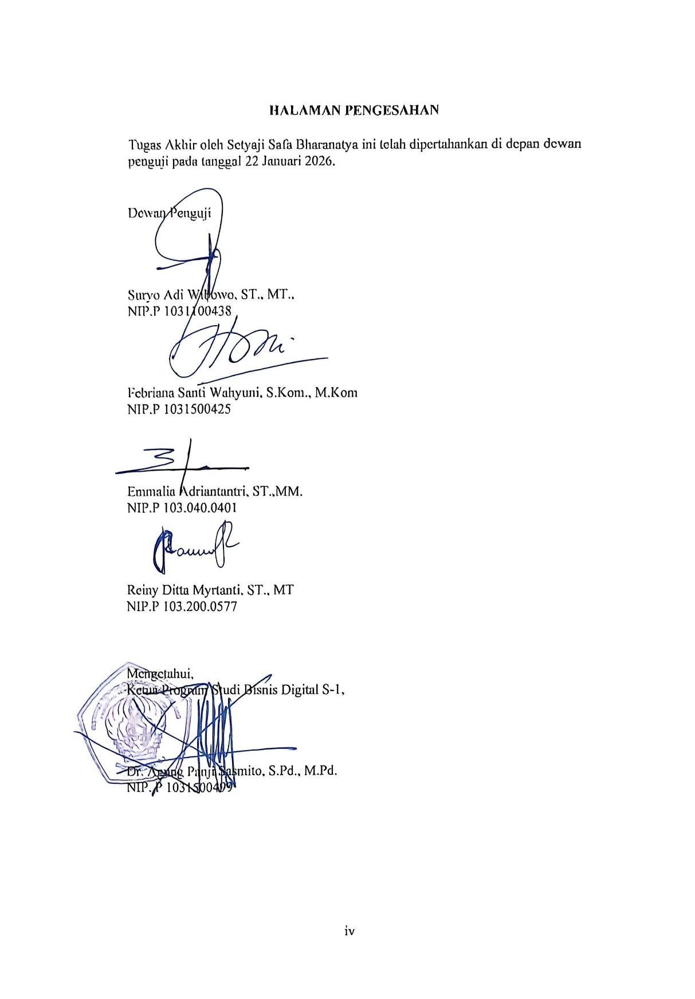 HALAMAN PENGESAHAN
Tugas Akhir oleh Setyaji Safa Bharanatya ini telah dipertahankan di depan dewan
penguji pada tanggal 22 Januari 2026.
Dewan Penguji
Suryo Adi Wibowo, ST., MT.,
NIP.P 1031100438
Febriana Santi Wahyuni, S.Kom., M.Kom
NIP.P 1031500425
Emmalia Adriantantri, ST.,MM.
NIP.P 103.040.0401
Reiny Ditta Myrtanti, ST., MT
NIP.P 103.200.0577
Mengetahui,
Ketua Program Studi Bisnis Digital S-1,
Dr. Agung Panji Sasmito, S.Pd., M.Pd.
NIP. P 1031500499
iv